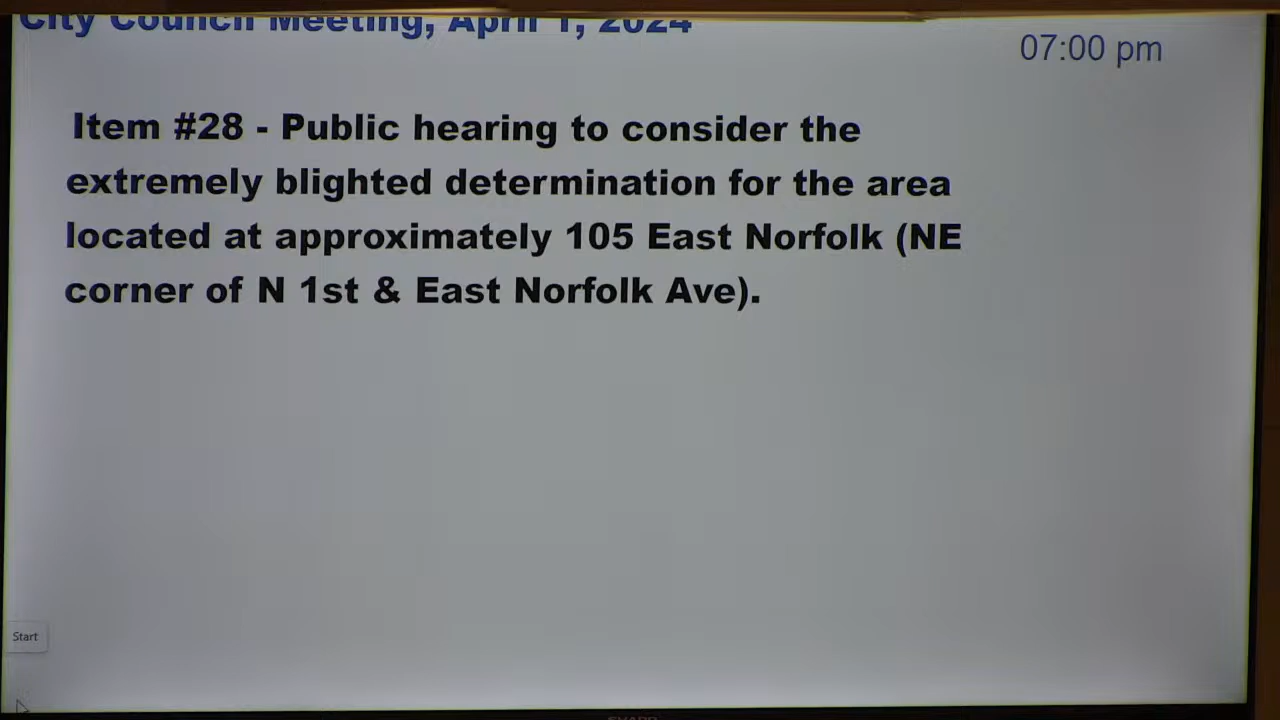 City Council Meeting, April 1, 2024
07:00 pm
Item #28 - Public hearing to consider the
extremely blighted determination for the area
located at approximately 105 East Norfolk (NE
corner of N 1st & East Norfolk Ave).
Start
SHARP